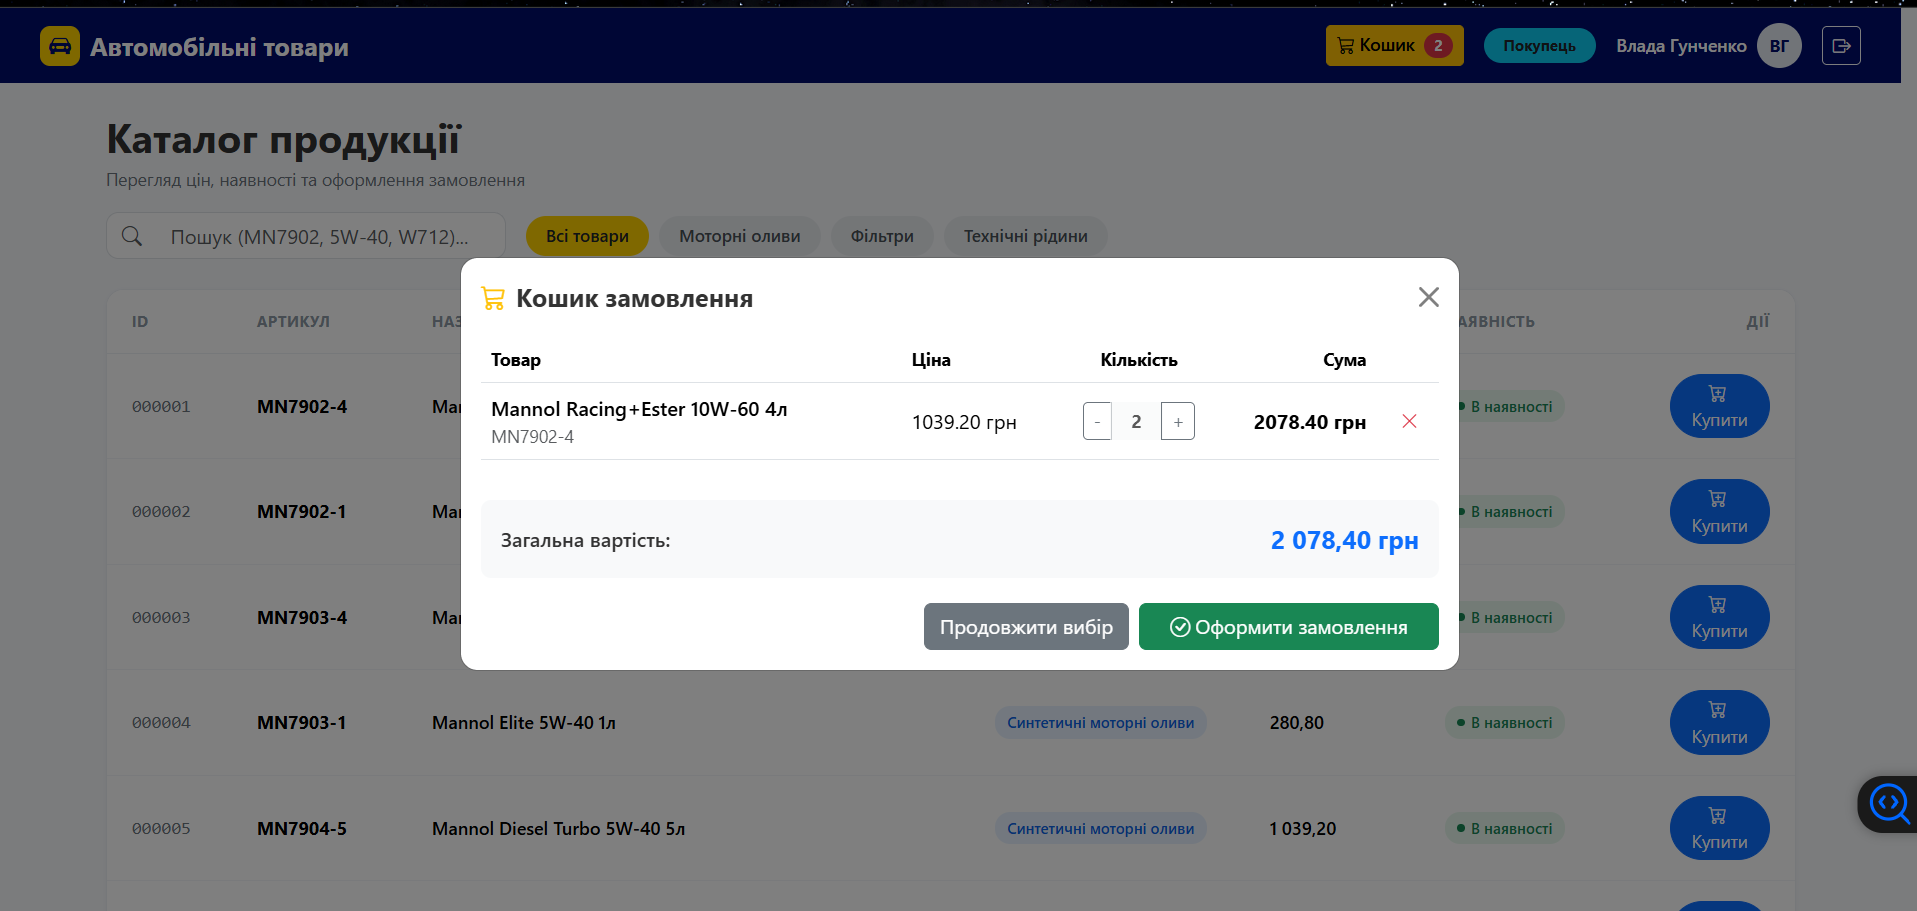 Автомобільні товари
Кошик 2
Покупець
Влада Гунченко ВГ
Каталог продукції
Перегляд цін, наявності та оформлення замовлення
Пошук (MN7902, 5W-40, W712)...
Всі товари
Моторні оливи
Фільтри
Технічні рідини
ID АРТИКУЛ НАЗ АЯВНІСТЬ ДІЇ
Кошик замовлення
Товар Ціна Кількість Сума
Mannol Racing+Ester 10W-60 4л
MN7902-4
1039.20 грн
- 2 +
2078.40 грн
Загальна вартість: 2 078,40 грн
Продовжити вибір
Оформити замовлення
000001 MN7902-4 Ma В наявності Купити
000002 MN7902-1 Ma В наявності Купити
000003 MN7903-4 Ma В наявності Купити
000004 MN7903-1 Mannol Elite 5W-40 1л Синтетичні моторні оливи 280,80 В наявності Купити
000005 MN7904-5 Mannol Diesel Turbo 5W-40 5л Синтетичні моторні оливи 1 039,20 В наявності Купити